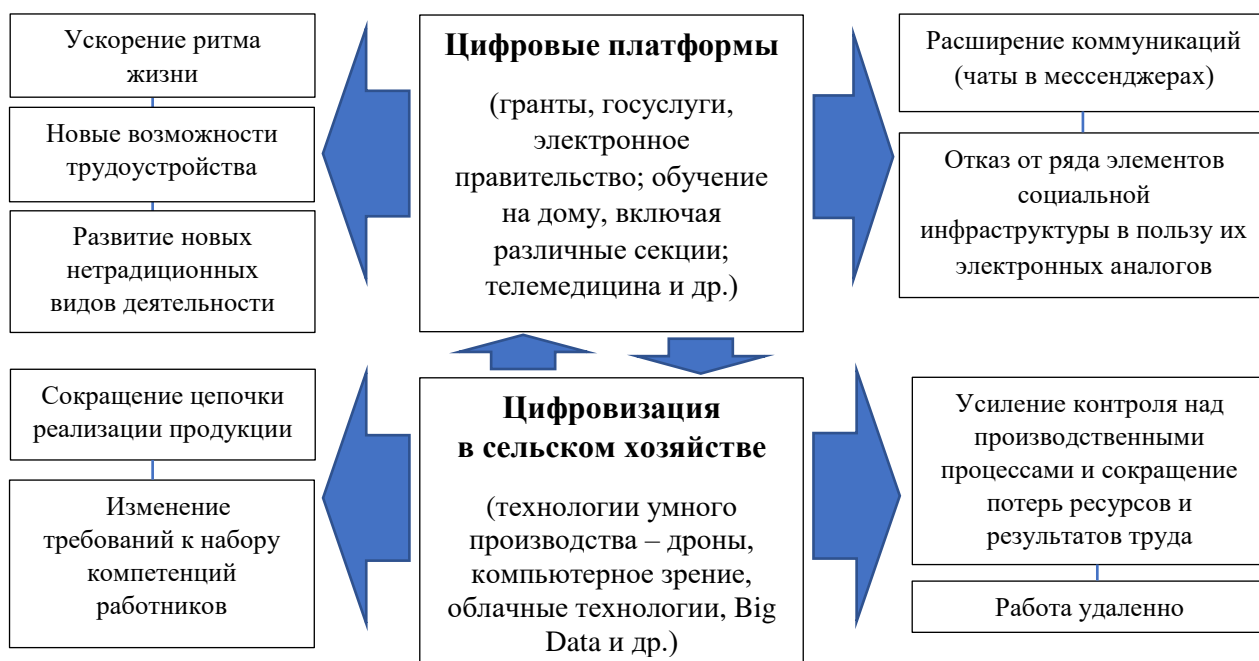 Ускорение ритма
жизни
Новые возможности
трудоустройства
Развитие новых
нетрадиционных
видов деятельности
Цифровые платформы
(гранты, госуслуги,
электронное
правительство; обучение
на дому, включая
различные секции;
телемедицина и др.)
Расширение коммуникаций
(чаты в мессенджерах)
Отказ от ряда элементов
социальной
инфраструктуры в пользу их
электронных аналогов
Сокращение цепочки
реализации продукции
Изменение
требований к набору
компетенций
работников
Цифровизация
в сельском хозяйстве
(технологии умного
производства – дроны,
компьютерное зрение,
облачные технологии, Big
Data и др.)
Усиление контроля над
производственными
процессами и сокращение
потерь ресурсов и
результатов труда
Работа удаленно